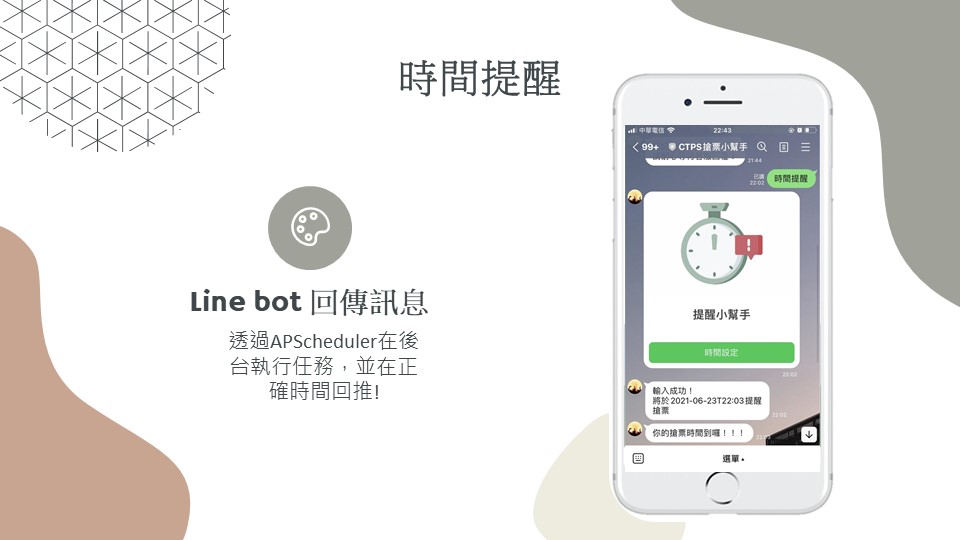 時間提醒
Line bot 回傳訊息
透過APScheduler在後
台執行任務，並在正
確時間回推!
中華電信
22:43
99+
CTPS搶票小幫手
21:44
已讀
22:02
時間提醒
!
提醒小幫手
時間設定
22:02
輸入成功！
將於 2021-06-23T22:03提醒
搶票
22:02
你的搶票時間到囉！！！
選單